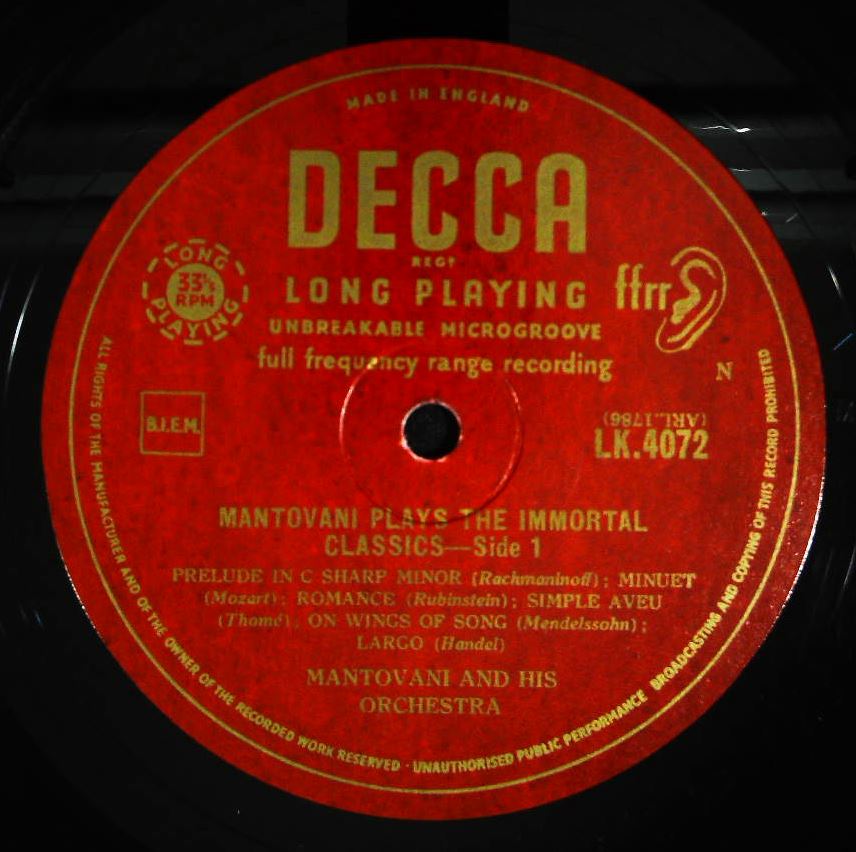 MADE IN ENGLAND
DECCA
REGD
LONG PLAYING
33⅓
RPM
LONG PLAYING
ffrr
UNBREAKABLE MICROGROOVE
full frequency range recording
N
B.I.E.M.
(ARL.1786)
LK.4072
MANTOVANI PLAYS THE IMMORTAL
CLASSICS—Side 1
PRELUDE IN C SHARP MINOR (Rachmaninoff) ; MINUET
(Mozart) ; ROMANCE (Rubinstein) ; SIMPLE AVEU
(Thomé) ; ON WINGS OF SONG (Mendelssohn) ;
LARGO (Handel)
MANTOVANI AND HIS
ORCHESTRA
ALL RIGHTS OF THE MANUFACTURER AND OF THE OWNER OF THE RECORDED WORK RESERVED · UNAUTHORISED PUBLIC PERFORMANCE BROADCASTING AND COPYING OF THIS RECORD PROHIBITED